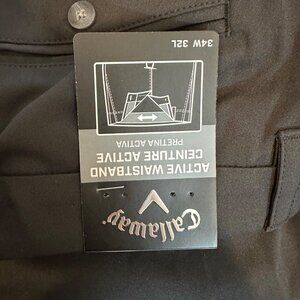 Callaway
ACTIVE WAISTBAND
CEINTURE ACTIVE
PRETINA ACTIVA
34W 32L